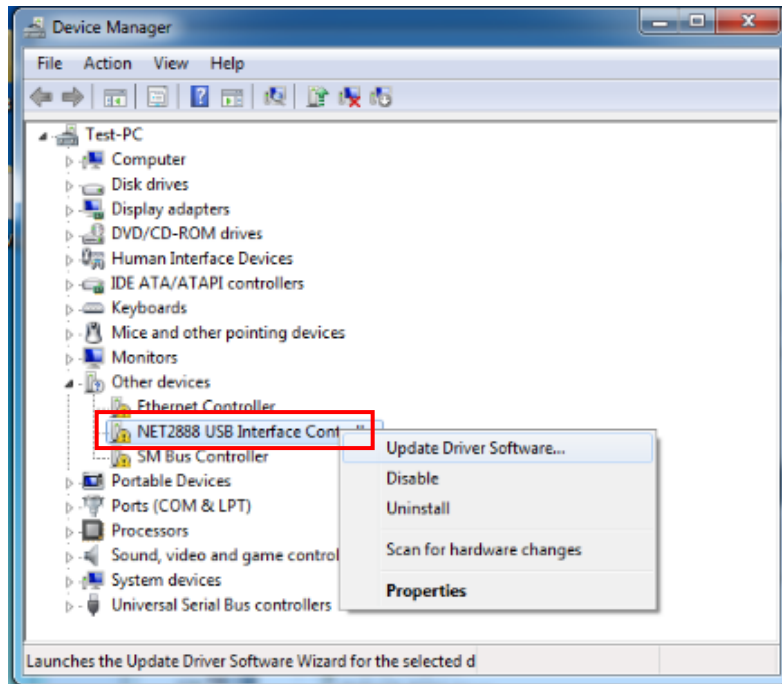 Device Manager
File Action View Help
Test-PC
Computer
Disk drives
Display adapters
DVD/CD-ROM drives
Human Interface Devices
IDE ATA/ATAPI controllers
Keyboards
Mice and other pointing devices
Monitors
Other devices
Ethernet Controller
NET2888 USB Interface Cont
SM Bus Controller
Portable Devices
Ports (COM & LPT)
Processors
Sound, video and game control
System devices
Universal Serial Bus controllers
Update Driver Software...
Disable
Uninstall
Scan for hardware changes
Properties
Launches the Update Driver Software Wizard for the selected d